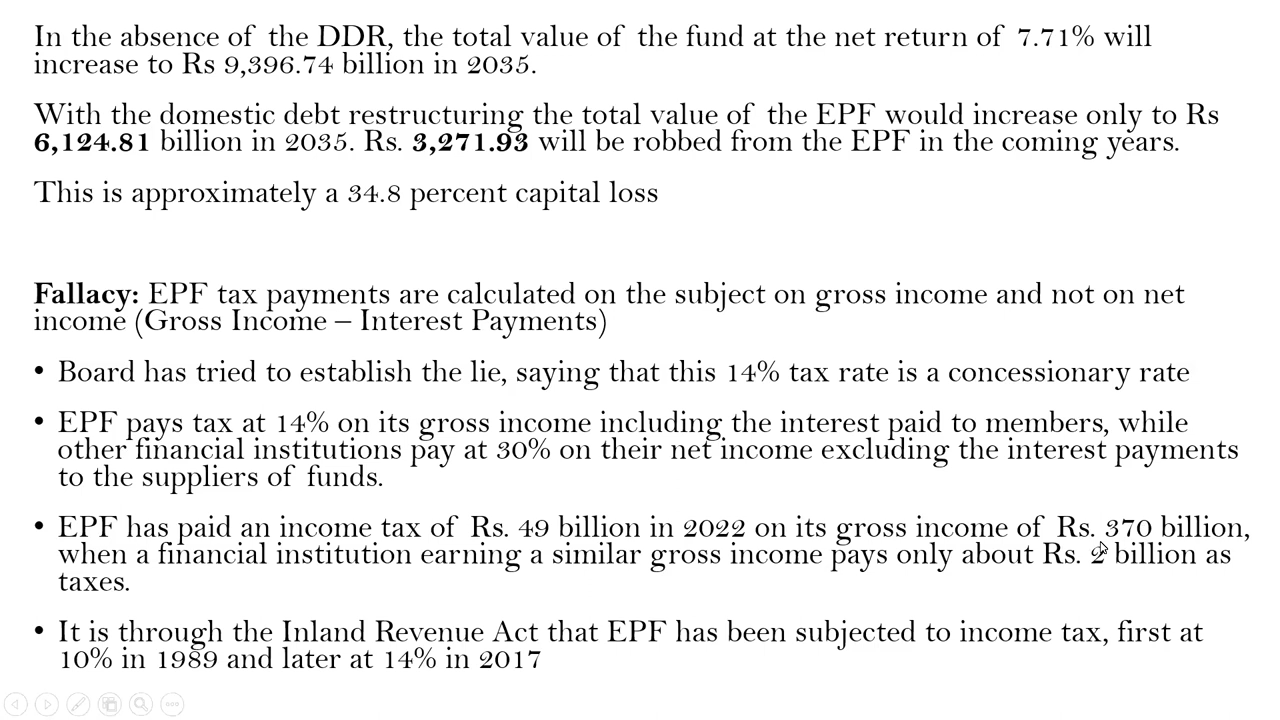 In the absence of the DDR, the total value of the fund at the net return of 7.71% will
increase to Rs 9,396.74 billion in 2035.
With the domestic debt restructuring the total value of the EPF would increase only to Rs
6,124.81 billion in 2035. Rs. 3,271.93 will be robbed from the EPF in the coming years.
This is approximately a 34.8 percent capital loss
Fallacy: EPF tax payments are calculated on the subject on gross income and not on net
income (Gross Income – Interest Payments)
• Board has tried to establish the lie, saying that this 14% tax rate is a concessionary rate
• EPF pays tax at 14% on its gross income including the interest paid to members, while
other financial institutions pay at 30% on their net income excluding the interest payments
to the suppliers of funds.
• EPF has paid an income tax of Rs. 49 billion in 2022 on its gross income of Rs. 370 billion,
when a financial institution earning a similar gross income pays only about Rs. 2 billion as
taxes.
• It is through the Inland Revenue Act that EPF has been subjected to income tax, first at
10% in 1989 and later at 14% in 2017